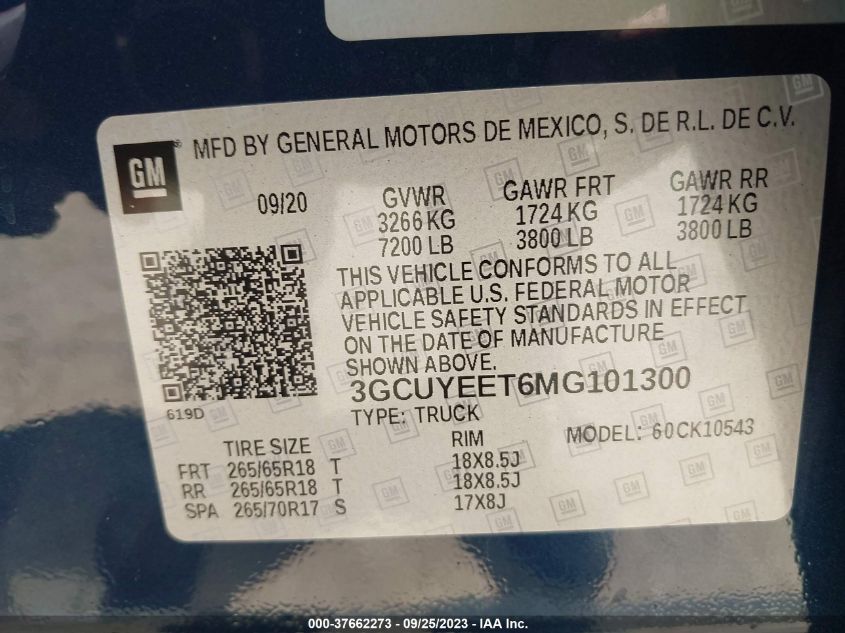 GM ® MFD BY GENERAL MOTORS DE MEXICO, S. DE R.L. DE C.V.
09/20 GVWR GAWR FRT GAWR RR
3266 KG 1724 KG 1724 KG
7200 LB 3800 LB 3800 LB
THIS VEHICLE CONFORMS TO ALL
APPLICABLE U.S. FEDERAL MOTOR
VEHICLE SAFETY STANDARDS IN EFFECT
ON THE DATE OF MANUFACTURE
SHOWN ABOVE.
3GCUYEET6MG101300
619D TYPE: TRUCK
TIRE SIZE RIM MODEL: 60CK10543
FRT 265/65R18 T 18X8.5J
RR 265/65R18 T 18X8.5J
SPA 265/70R17 S 17X8J
000-37662273 - 09/25/2023 - IAA Inc.